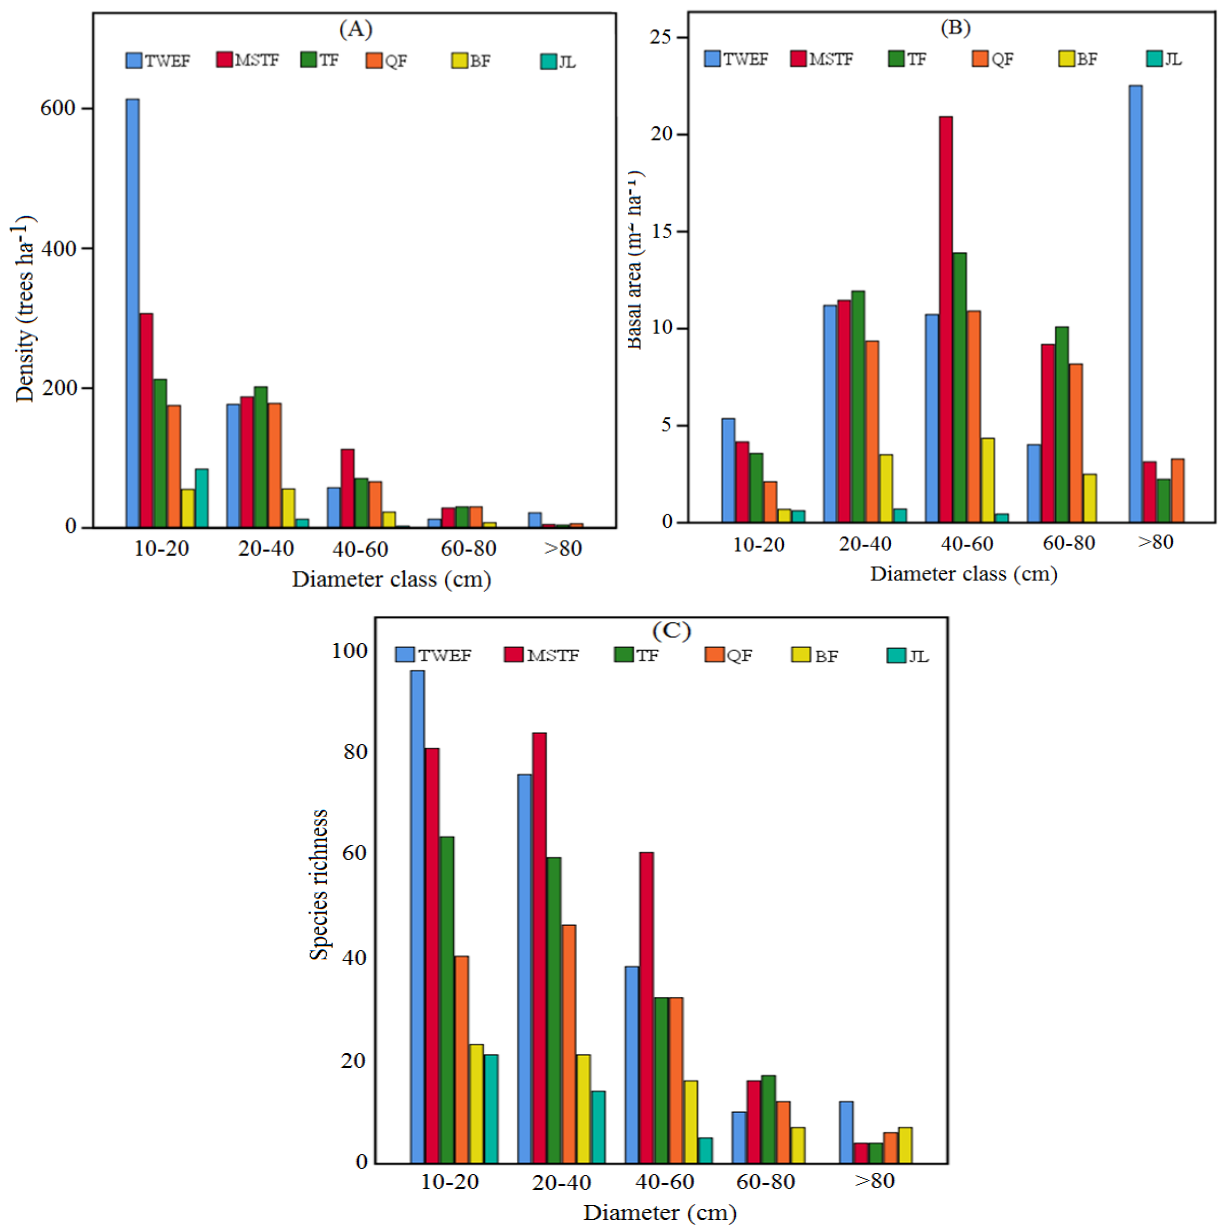 (A)
TWEF MSTF TF QF BF JL
600
400
200
0
Density (trees ha-1)
10-20 20-40 40-60 60-80 >80
Diameter class (cm)
(B)
TWEF MSTF TF QF BF JL
25
20
15
10
5
0
Basal area (m2 ha-1)
10-20 20-40 40-60 60-80 >80
Diameter class (cm)
(C)
TWEF MSTF TF QF BF JL
100
80
60
40
20
0
Species richness
10-20 20-40 40-60 60-80 >80
Diameter (cm)